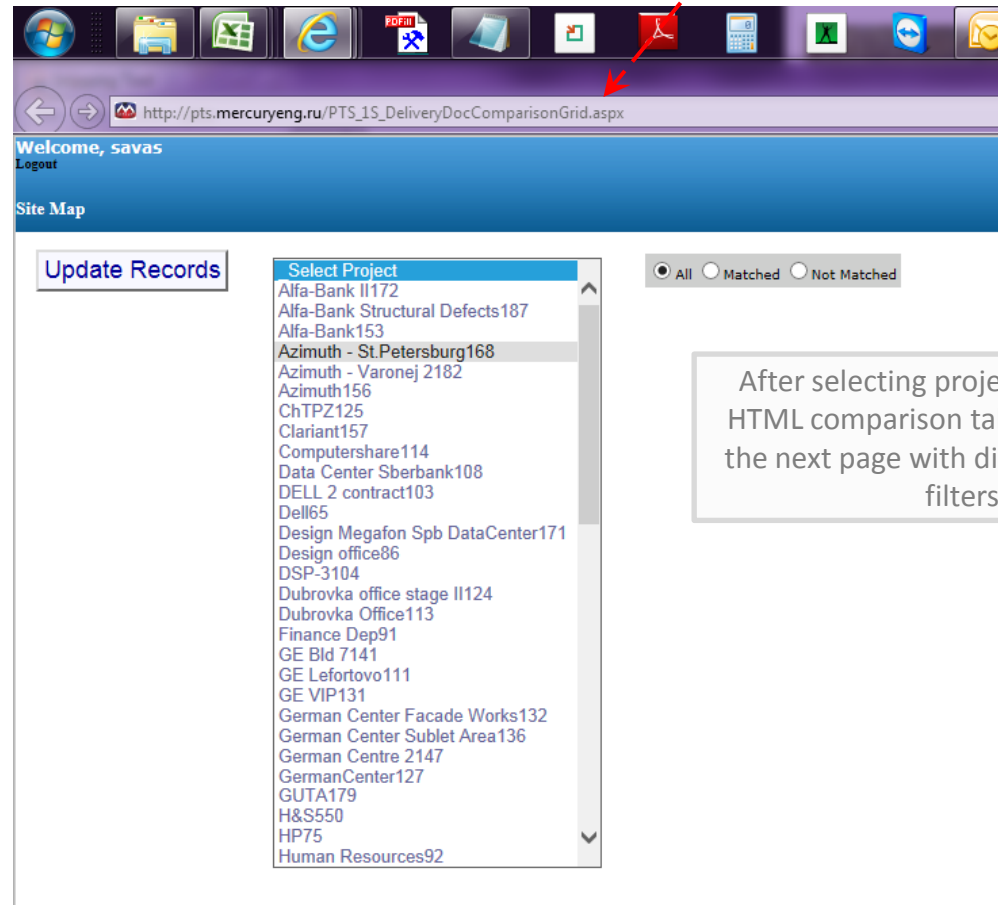 PDFill
http://pts.mercuryeng.ru/PTS_1S_DeliveryDocComparisonGrid.aspx
Welcome, savas
Logout
Site Map
Update Records
_Select Project
Alfa-Bank II172
Alfa-Bank Structural Defects187
Alfa-Bank153
Azimuth - St.Petersburg168
Azimuth - Varonej 2182
Azimuth156
ChTPZ125
Clariant157
Computershare114
Data Center Sberbank108
DELL 2 contract103
Dell65
Design Megafon Spb DataCenter171
Design office86
DSP-3104
Dubrovka office stage II124
Dubrovka Office113
Finance Dep91
GE Bld 7141
GE Lefortovo111
GE VIP131
German Center Facade Works132
German Center Sublet Area136
German Centre 2147
GermanCenter127
GUTA179
H&S550
HP75
Human Resources92
All Matched Not Matched
After selecting proje
HTML comparison ta
the next page with di
filters